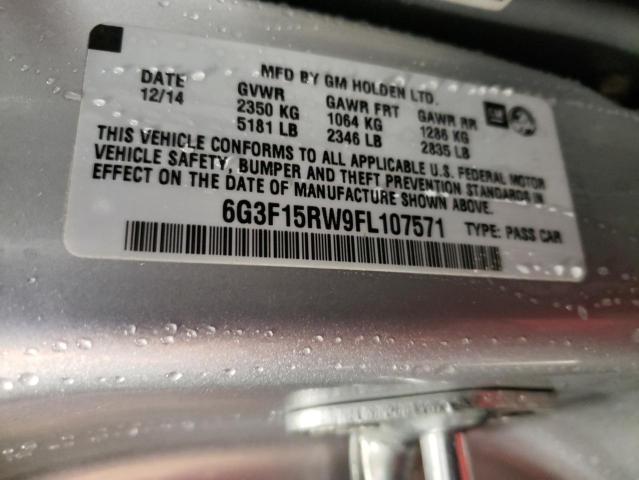 MFD BY GM HOLDEN LTD.
DATE GVWR GAWR FRT GAWR RR GM
12/14 2350 KG 1064 KG 1286 KG
5181 LB 2346 LB 2835 LB
THIS VEHICLE CONFORMS TO ALL APPLICABLE U.S. FEDERAL MOTOR
VEHICLE SAFETY, BUMPER AND THEFT PREVENTION STANDARDS IN
EFFECT ON THE DATE OF MANUFACTURE SHOWN ABOVE.
6G3F15RW9FL107571 TYPE: PASS CAR